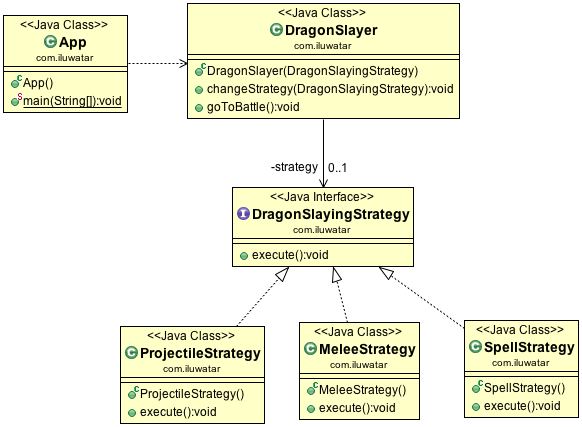 <<Java Class>>
App
com.iluwatar
App()
main(String[]):void
<<Java Class>>
DragonSlayer
com.iluwatar
DragonSlayer(DragonSlayingStrategy)
changeStrategy(DragonSlayingStrategy):void
goToBattle():void
-strategy 0..1
<<Java Interface>>
DragonSlayingStrategy
com.iluwatar
execute():void
<<Java Class>>
ProjectileStrategy
com.iluwatar
ProjectileStrategy()
execute():void
<<Java Class>>
MeleeStrategy
com.iluwatar
MeleeStrategy()
execute():void
<<Java Class>>
SpellStrategy
com.iluwatar
SpellStrategy()
execute():void